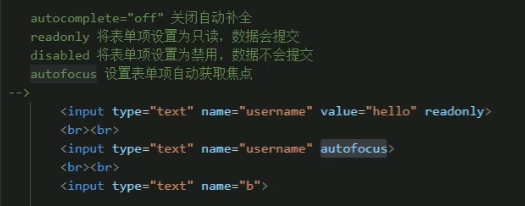 autocomplete="off" 关闭自动补全
readonly 将表单项设置为只读，数据会提交
disabled 将表单项设置为禁用，数据不会提交
autofocus 设置表单项自动获取焦点
-->
<input type="text" name="username" value="hello" readonly>
<br><br>
<input type="text" name="username" autofocus>
<br><br>
<input type="text" name="b">